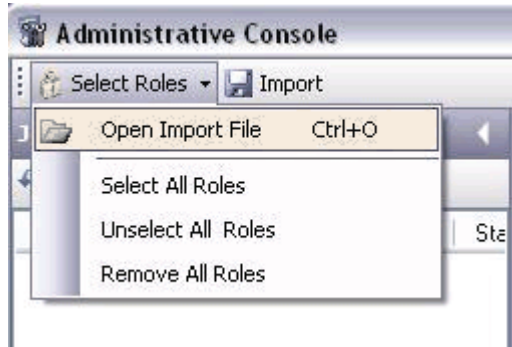 Administrative Console
Select Roles Import
Open Import File Ctrl+O
Select All Roles
Unselect All Roles
Sta
Remove All Roles